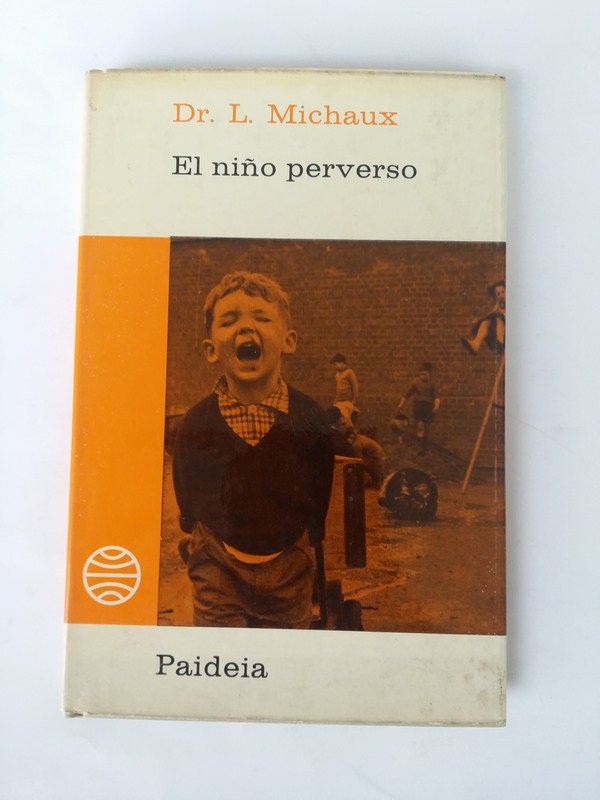 Dr. L. Michaux
El niño perverso
Paideia